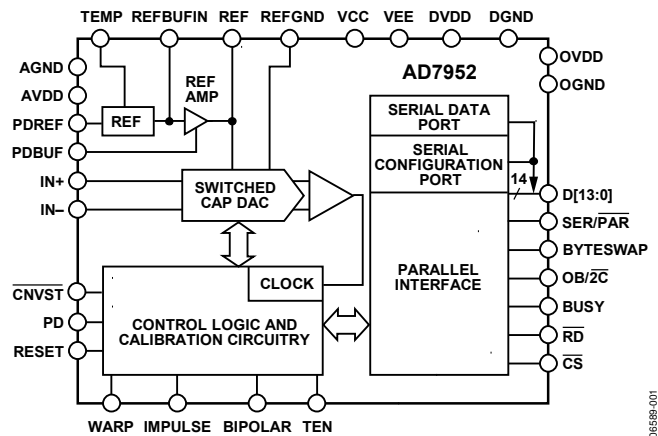 TEMP REFBUFIN REF REFGND VCC VEE DVDD DGND
AGND
AVDD
PDREF
PDBUF
IN+
IN–
CNVST
PD
RESET
OVDD
OGND
AD7952
REF
AMP
REF
SWITCHED
CAP DAC
CLOCK
CONTROL LOGIC AND
CALIBRATION CIRCUITRY
SERIAL DATA
PORT
SERIAL
CONFIGURATION
PORT
14
PARALLEL
INTERFACE
D[13:0]
SER/PAR
BYTESWAP
OB/2C
BUSY
RD
CS
WARP IMPULSE BIPOLAR TEN
06589-001